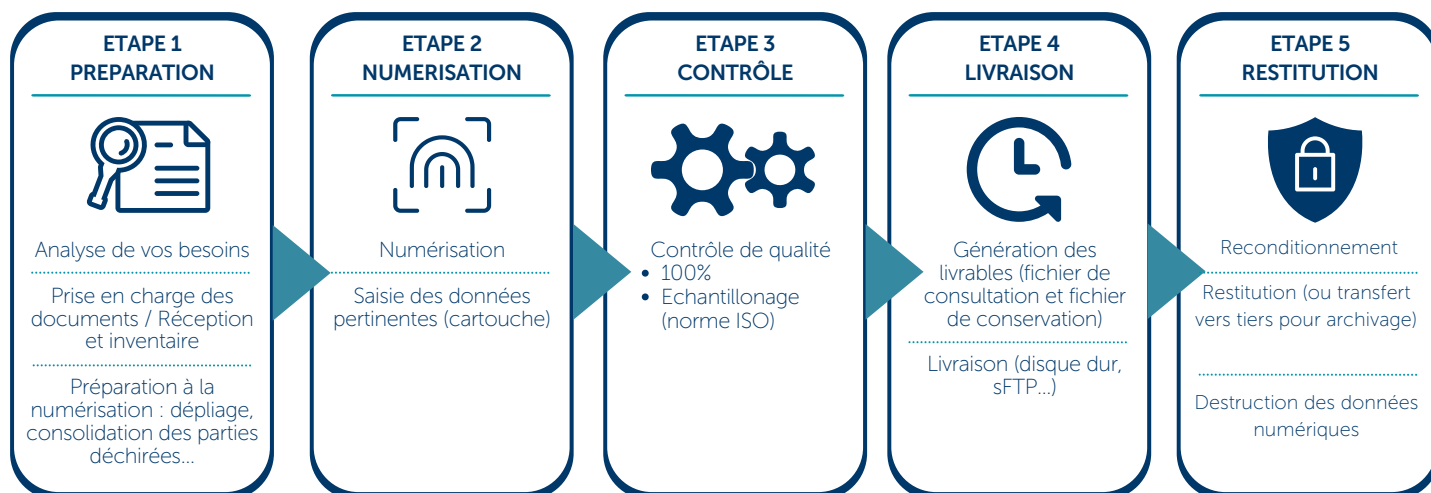 ETAPE 1
PREPARATION
Analyse de vos besoins
Prise en charge des
documents / Réception
et inventaire
Préparation à la
numérisation : dépliage,
consolidation des parties
déchirées...
ETAPE 2
NUMERISATION
Numérisation
Saisie des données
pertinentes (cartouche)
ETAPE 3
CONTRÔLE
Contrôle de qualité
• 100%
• Echantillonage
(norme ISO)
ETAPE 4
LIVRAISON
Génération des
livrables (fichier de
consultation et fichier
de conservation)
Livraison (disque dur,
sFTP...)
ETAPE 5
RESTITUTION
Reconditionnement
Restitution (ou transfert
vers tiers pour archivage)
Destruction des données
numériques